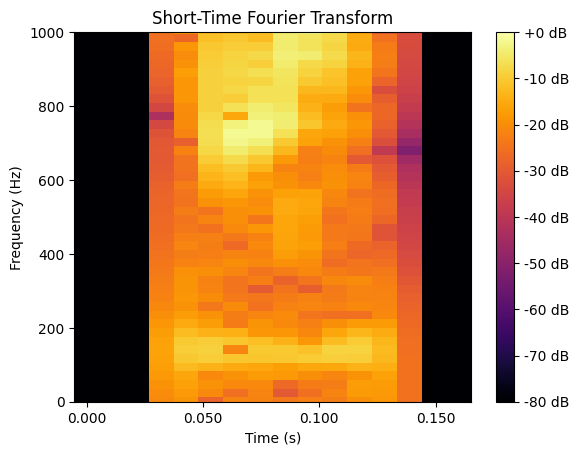 Short-Time Fourier Transform
1000
800
600
400
200
0
Frequency (Hz)
0.000
0.050
0.100
0.150
Time (s)
+0 dB
-10 dB
-20 dB
-30 dB
-40 dB
-50 dB
-60 dB
-70 dB
-80 dB